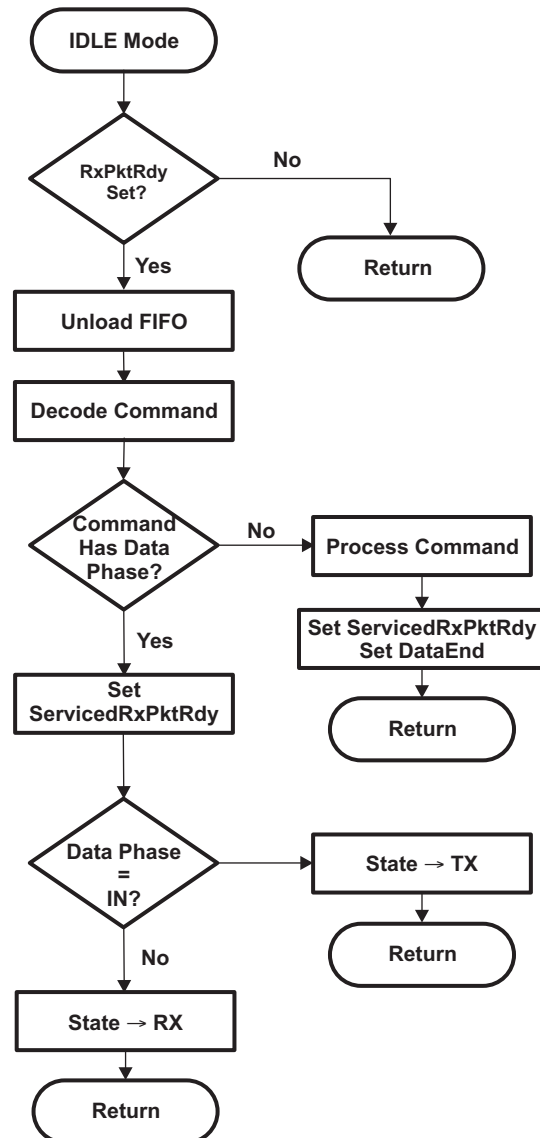 IDLE Mode
RxPktRdy
Set?
No
Return
Yes
Unload FIFO
Decode Command
Command
Has Data
Phase?
No
Process Command
Set ServicedRxPktRdy
Set DataEnd
Return
Yes
Set
ServicedRxPktRdy
Data Phase
=
IN?
State → TX
Return
No
State → RX
Return